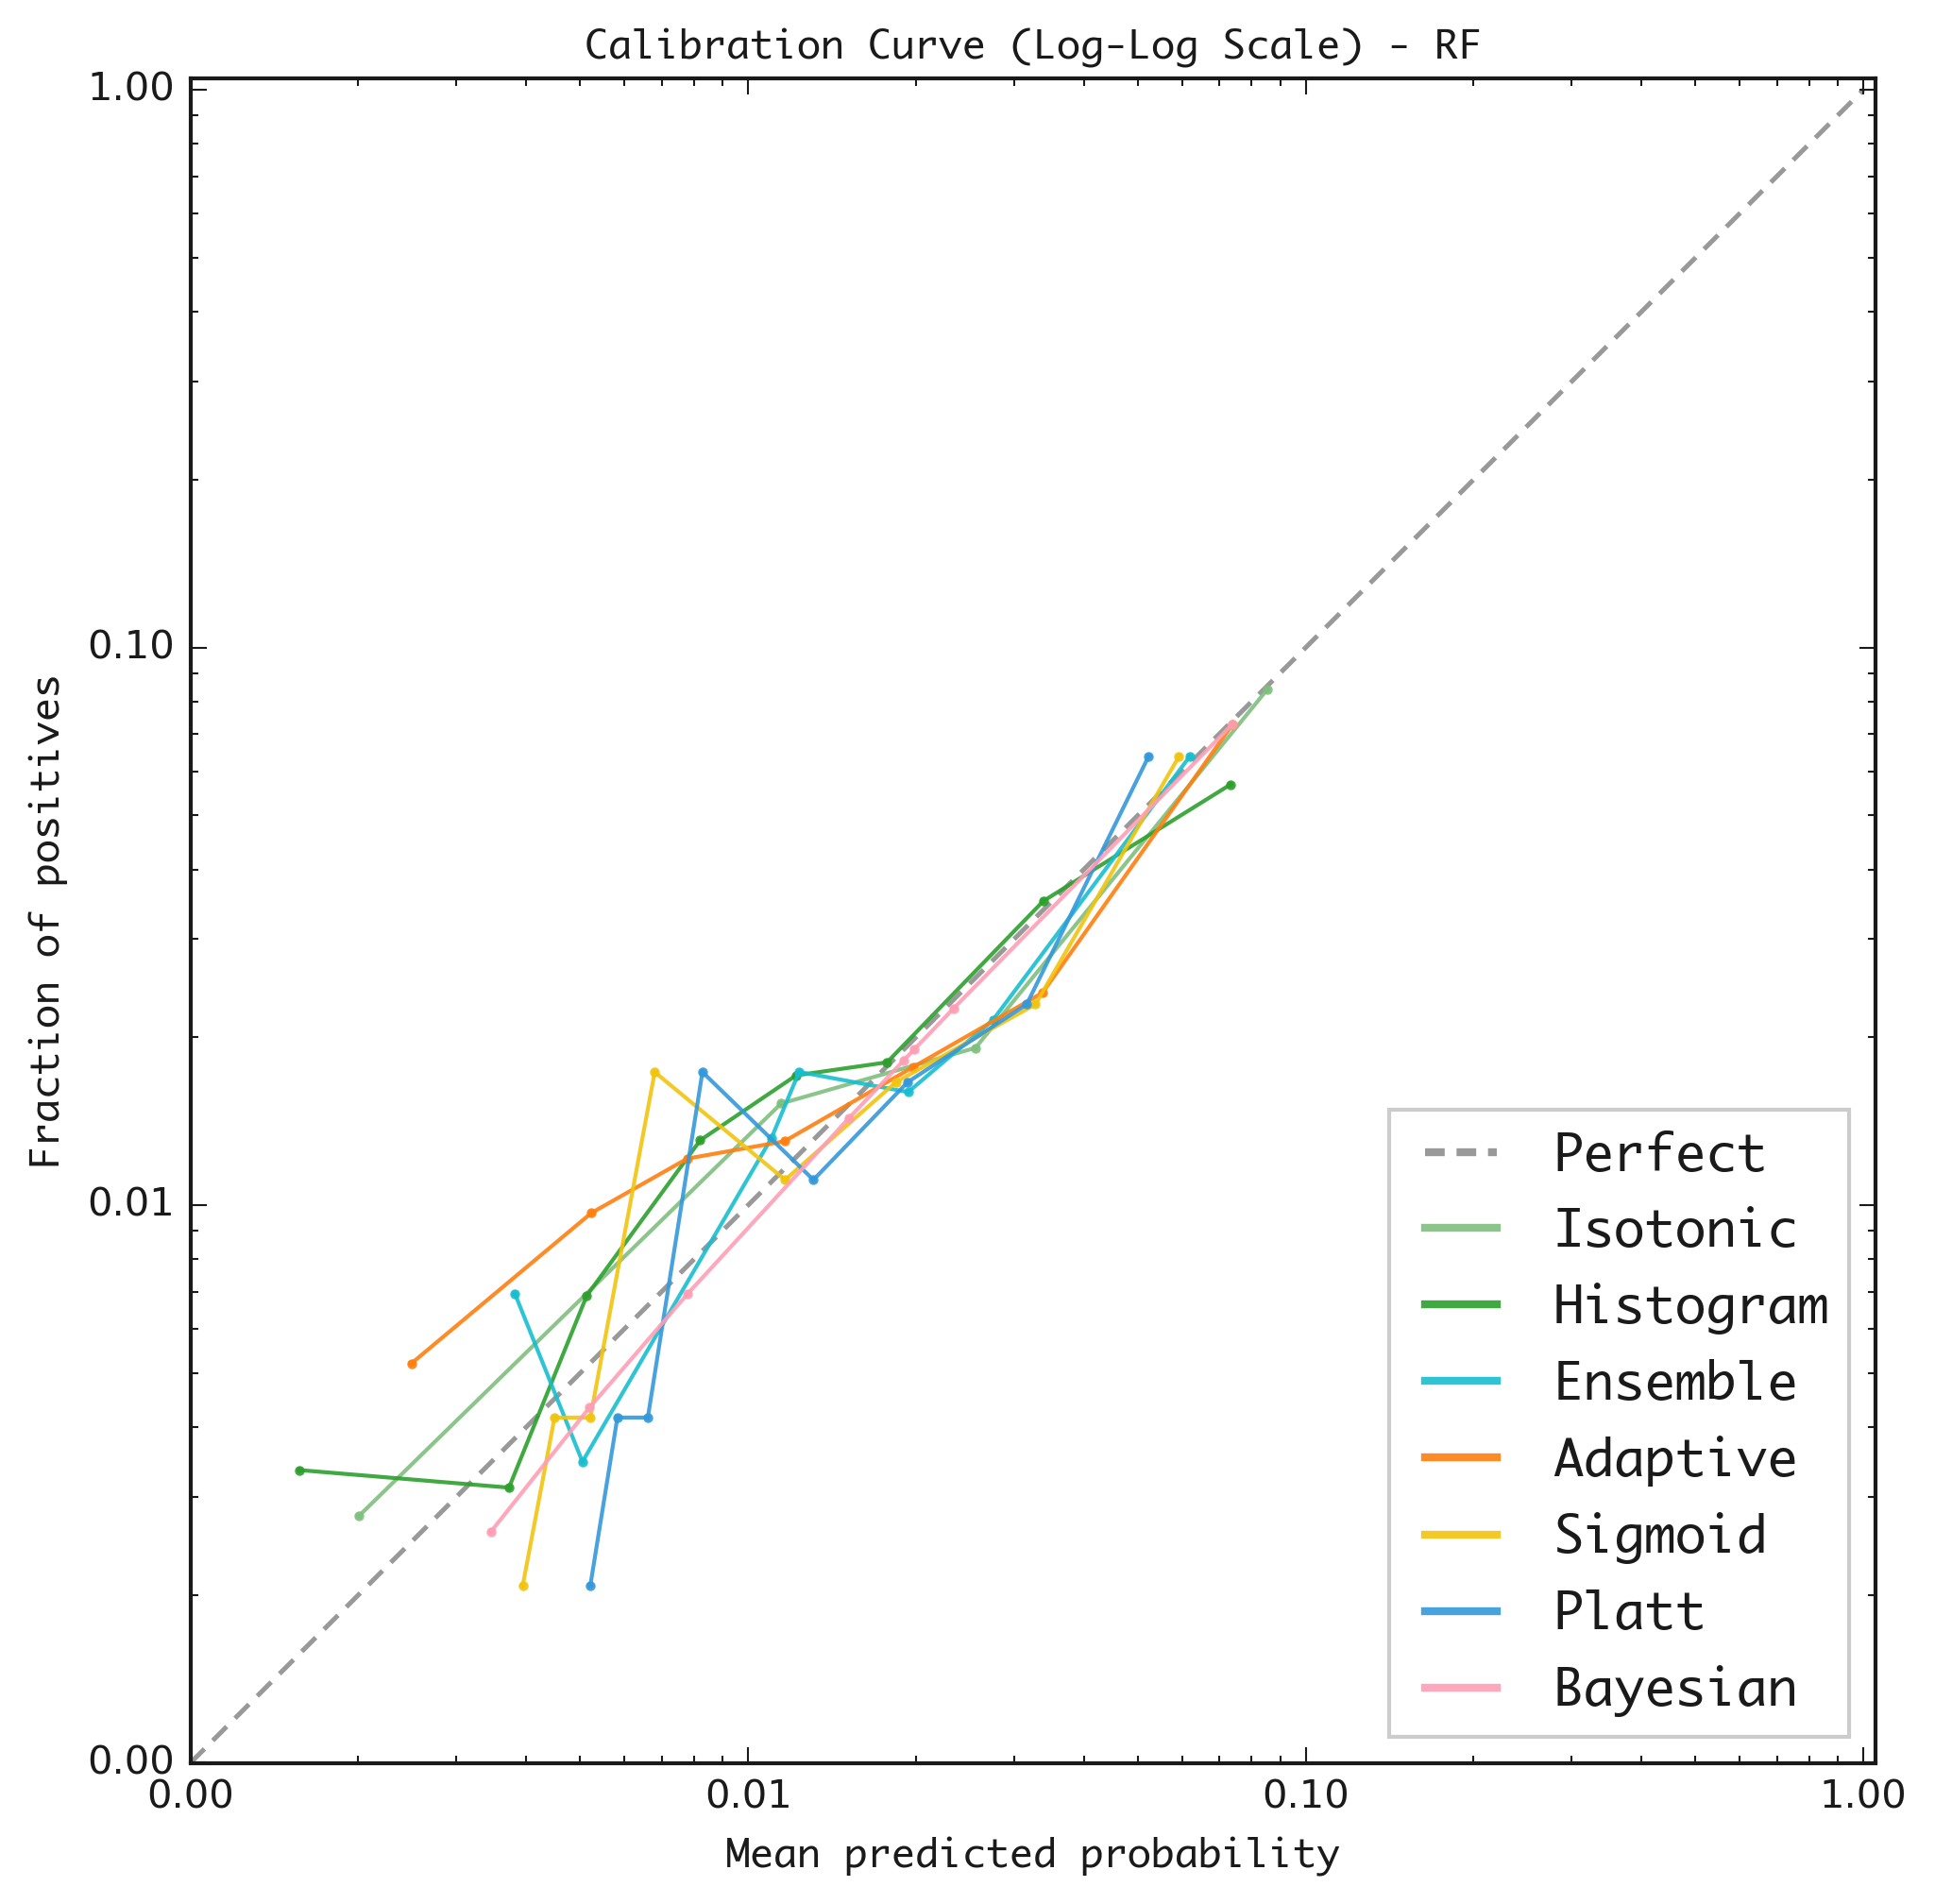 Calibration Curve (Log-Log Scale) - RF
1.00
0.10
0.01
0.00
Fraction of positives
0.00
0.01
0.10
1.00
Mean predicted probability
Perfect
Isotonic
Histogram
Ensemble
Adaptive
Sigmoid
Platt
Bayesian